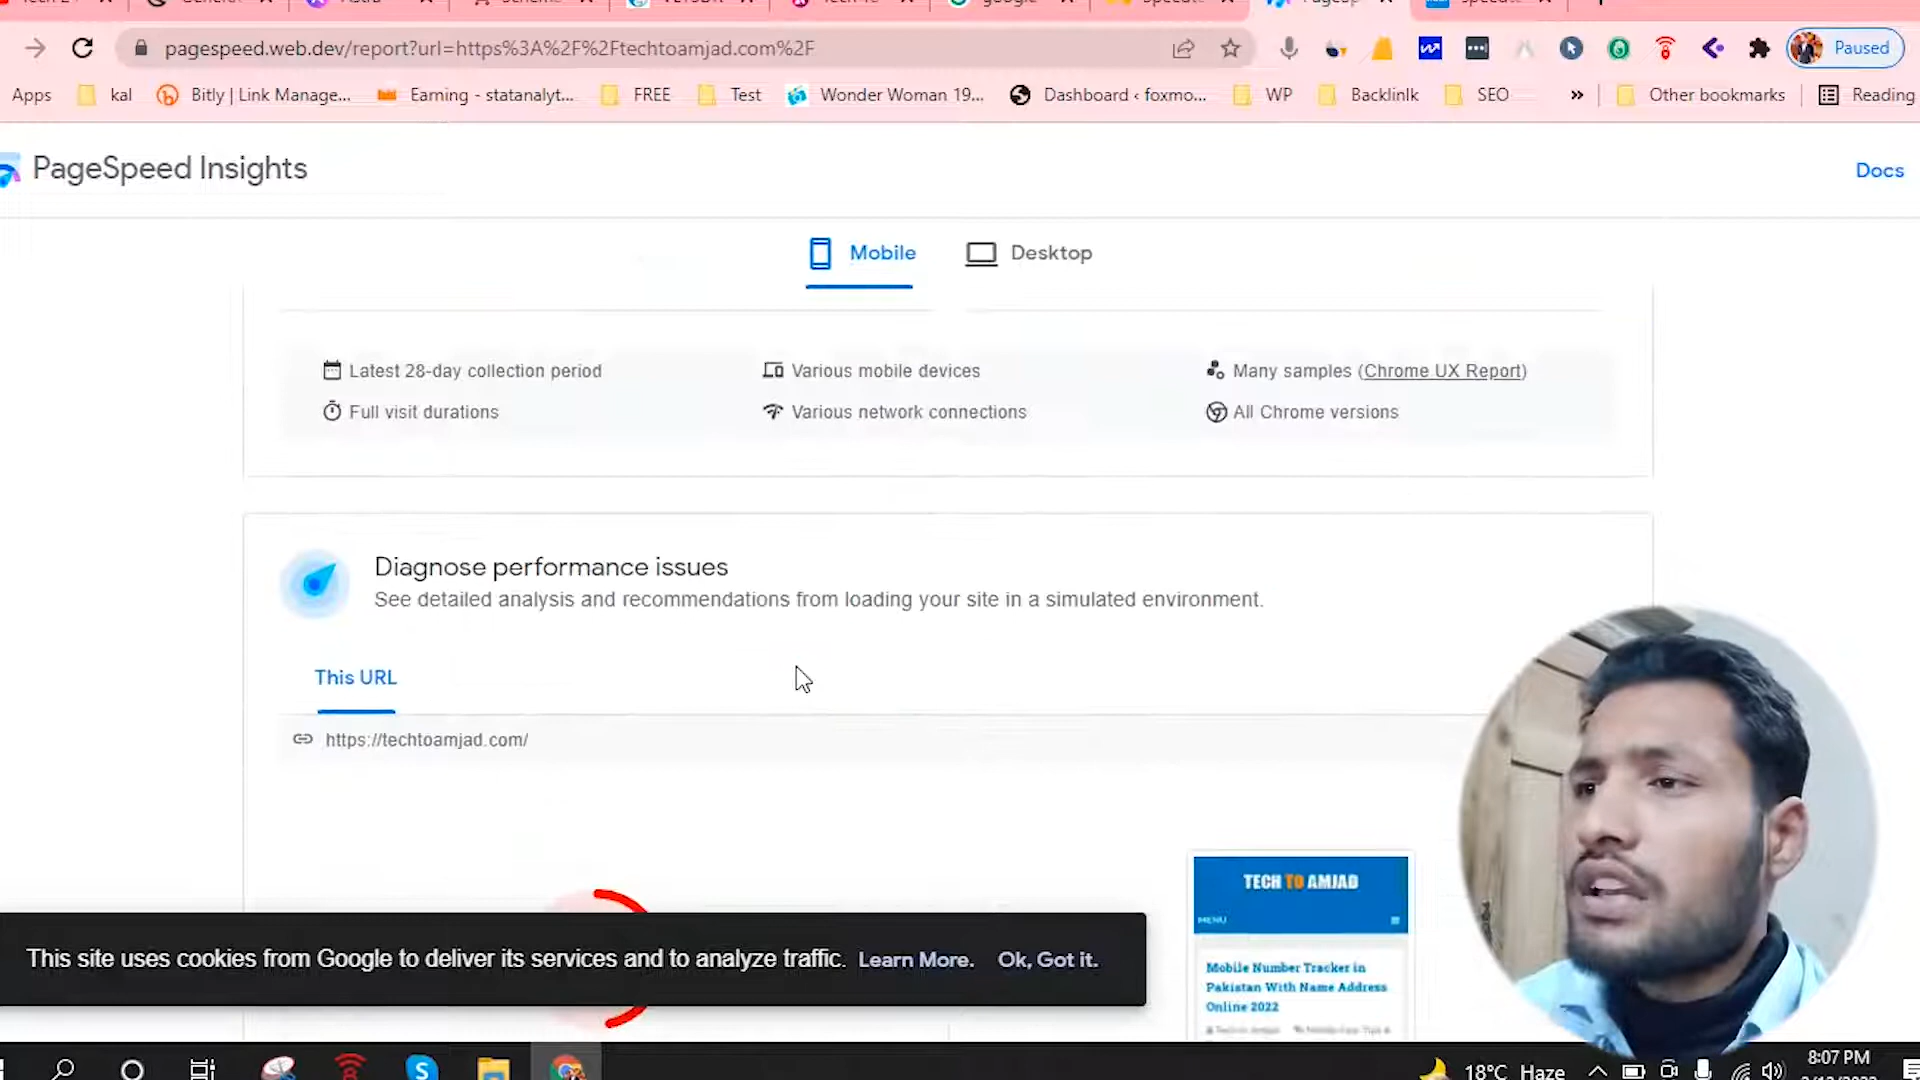 pagespeed.web.dev/report?url=https%3A%2F%2Ftechtoamjad.com%2F
Paused
Apps kal Bitly | Link Manage... Earning - statanalyt... FREE Test Wonder Woman 19... Dashboard ‹ foxmo... WP Backlinlk SEO » Other bookmarks Reading
PageSpeed Insights
Docs
Mobile Desktop
Latest 28-day collection period Various mobile devices Many samples (Chrome UX Report)
Full visit durations Various network connections All Chrome versions
Diagnose performance issues
See detailed analysis and recommendations from loading your site in a simulated environment.
This URL
https://techtoamjad.com/
TECH TO AMJAD
MENU
Mobile Number Tracker in
Pakistan With Name Address
Online 2022
This site uses cookies from Google to deliver its services and to analyze traffic. Learn More. Ok, Got it.
18°C Haze
8:07 PM